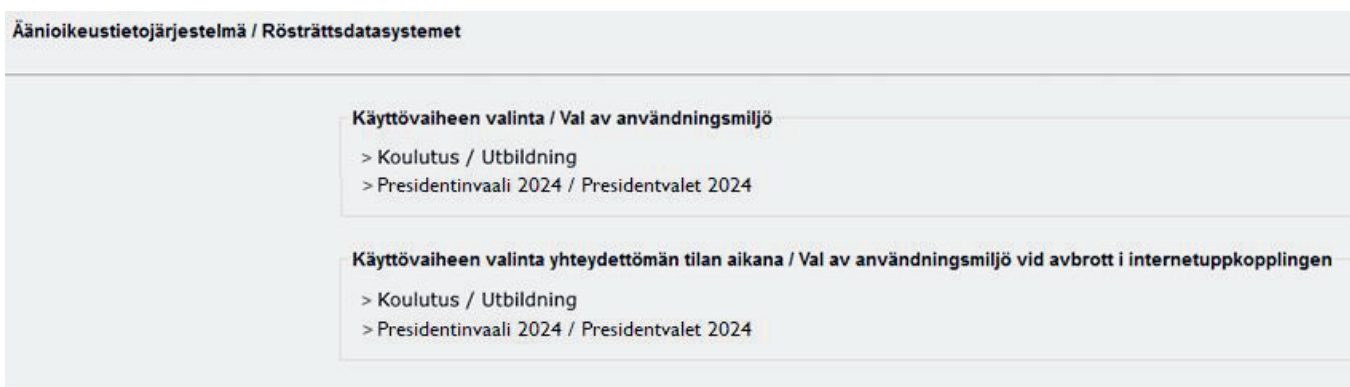 Äänioikeustietojärjestelmä / Rösträttsdatasystemet
Käyttövaiheen valinta / Val av användningsmiljö
> Koulutus / Utbildning
> Presidentinvaali 2024 / Presidentvalet 2024
Käyttövaiheen valinta yhteydettömän tilan aikana / Val av användningsmiljö vid avbrott i internetuppkopplingen
> Koulutus / Utbildning
> Presidentinvaali 2024 / Presidentvalet 2024